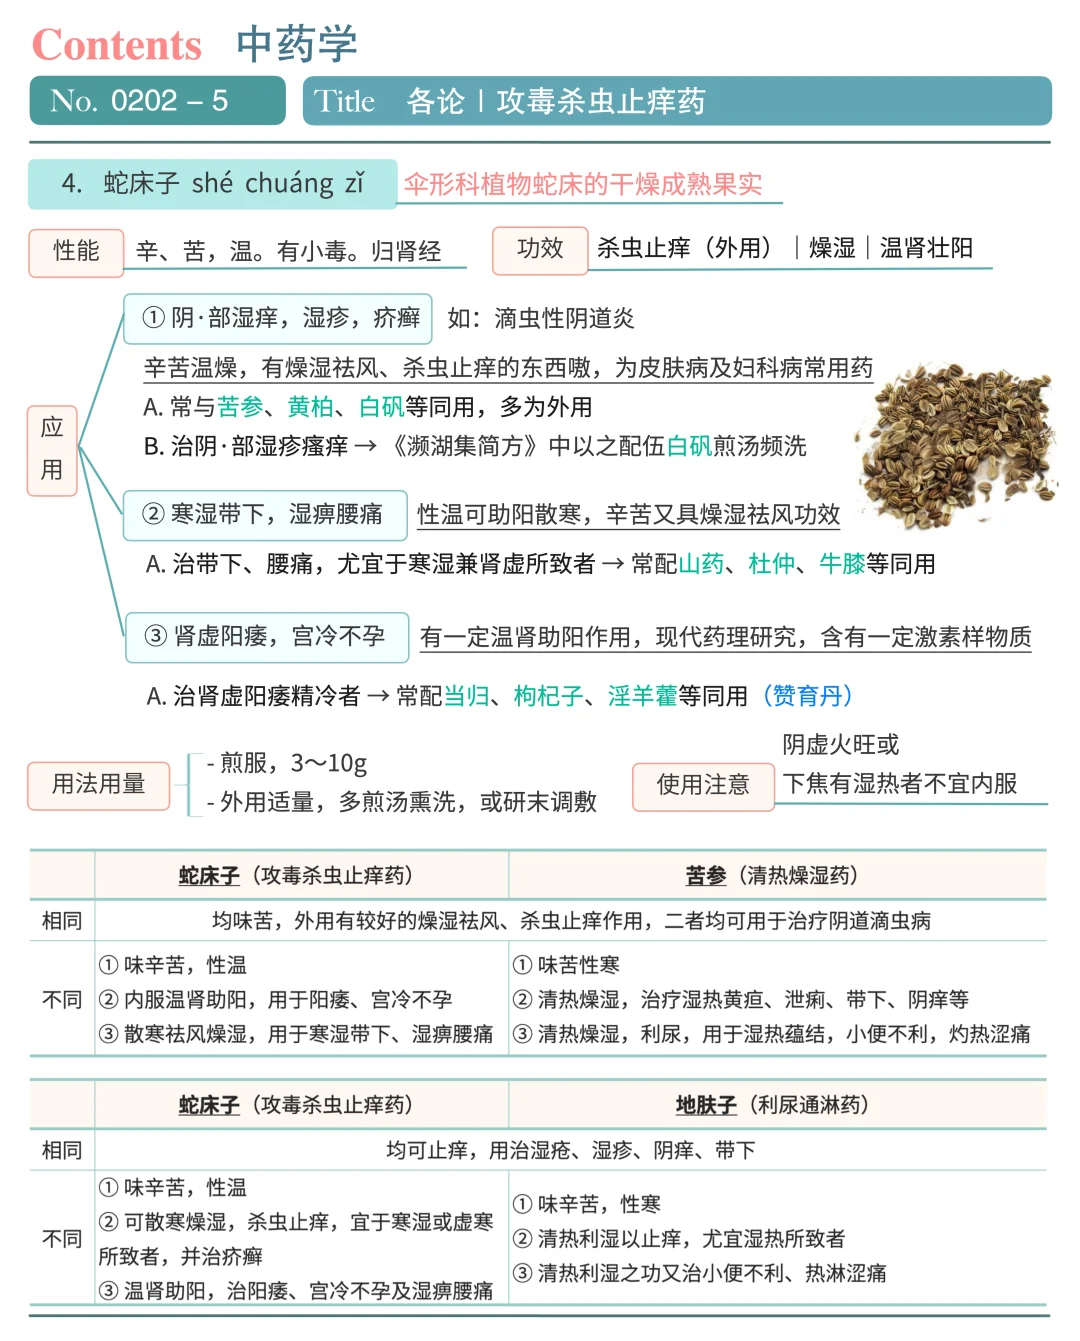 Contents 中药学
No. 0202 – 5
Title 各论丨攻毒杀虫止痒药
4. 蛇床子 shé chuáng zǐ 伞形科植物蛇床的干燥成熟果实
性能 辛、苦，温。有小毒。归肾经
功效 杀虫止痒（外用）｜燥湿｜温肾壮阳
应用
① 阴·部湿痒，湿疹，疥癣 如：滴虫性阴道炎
辛苦温燥，有燥湿祛风、杀虫止痒的东西嗷，为皮肤病及妇科病常用药
A. 常与苦参、黄柏、白矾等同用，多为外用
B. 治阴·部湿疹瘙痒→《濒湖集简方》中以之配伍白矾煎汤频洗
② 寒湿带下，湿痹腰痛 性温可助阳散寒，辛苦又具燥湿祛风功效
A. 治带下、腰痛，尤宜于寒湿兼肾虚所致者→常配山药、杜仲、牛膝等同用
③ 肾虚阳痿，宫冷不孕 有一定温肾助阳作用，现代药理研究，含有一定激素样物质
A. 治肾虚阳痿精冷者→常配当归、枸杞子、淫羊藿等同用（赞育丹）
用法用量
- 煎服，3～10g
- 外用适量，多煎汤熏洗，或研末调敷
使用注意
阴虚火旺或
下焦有湿热者不宜内服
蛇床子（攻毒杀虫止痒药） 苦参（清热燥湿药）
相同 均味苦，外用有较好的燥湿祛风、杀虫止痒作用，二者均可用于治疗阴道滴虫病
不同
① 味辛苦，性温
② 内服温肾助阳，用于阳痿、宫冷不孕
③ 散寒祛风燥湿，用于寒湿带下、湿痹腰痛
① 味苦性寒
② 清热燥湿，治疗湿热黄疸、泄痢、带下、阴痒等
③ 清热燥湿，利尿，用于湿热蕴结，小便不利，灼热涩痛
蛇床子（攻毒杀虫止痒药） 地肤子（利尿通淋药）
相同 均可止痒，用治湿疮、湿疹、阴痒、带下
不同
① 味辛苦，性温
② 可散寒燥湿，杀虫止痒，宜于寒湿或虚寒
所致者，并治疥癣
③ 温肾助阳，治阳痿、宫冷不孕及湿痹腰痛
① 味辛苦，性寒
② 清热利湿以止痒，尤宜湿热所致者
③ 清热利湿之功又治小便不利、热淋涩痛